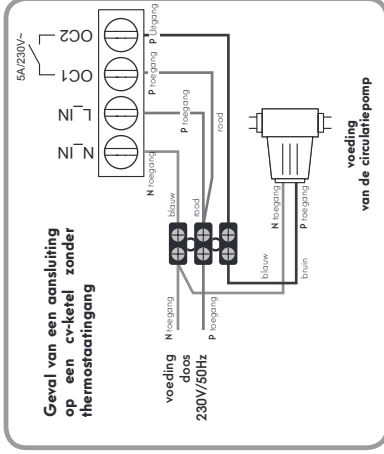 Geval van een aansluiting
op een cv-ketel zonder
thermostaatingang
5A/230V~
N_IN
L_IN
OC1
OC2
N toegang
P toegang
P toegang
P Uitgang
blauw
rood
rood
N toegang
P toegang
voeding
doos
230V/50Hz
blauw
bruin
N toegang
P toegang
voeding
van de circulatiepomp